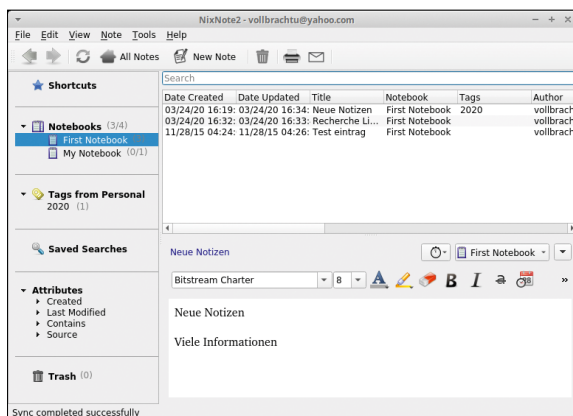 NixNote2 - vollbrachtu@yahoo.com
File Edit View Note Tools Help
All Notes New Note
Shortcuts
Notebooks (3/4)
First Notebook
My Notebook (0/1)
Tags from Personal
2020 (1)
Saved Searches
Attributes
Created
Last Modified
Contains
Source
Trash (0)
Search
Date Created Date Updated Title Notebook Tags Author
03/24/20 16:19: 03/24/20 16:34: Neue Notizen First Notebook 2020 vollbrach
03/24/20 16:32: 03/24/20 16:33: Recherche Li... First Notebook vollbrach
11/28/15 04:24: 11/28/15 04:26: Test eintrag First Notebook vollbrach
Neue Notizen First Notebook
Bitstream Charter 8 A B I a »
Neue Notizen
Viele Informationen
Sync completed successfully